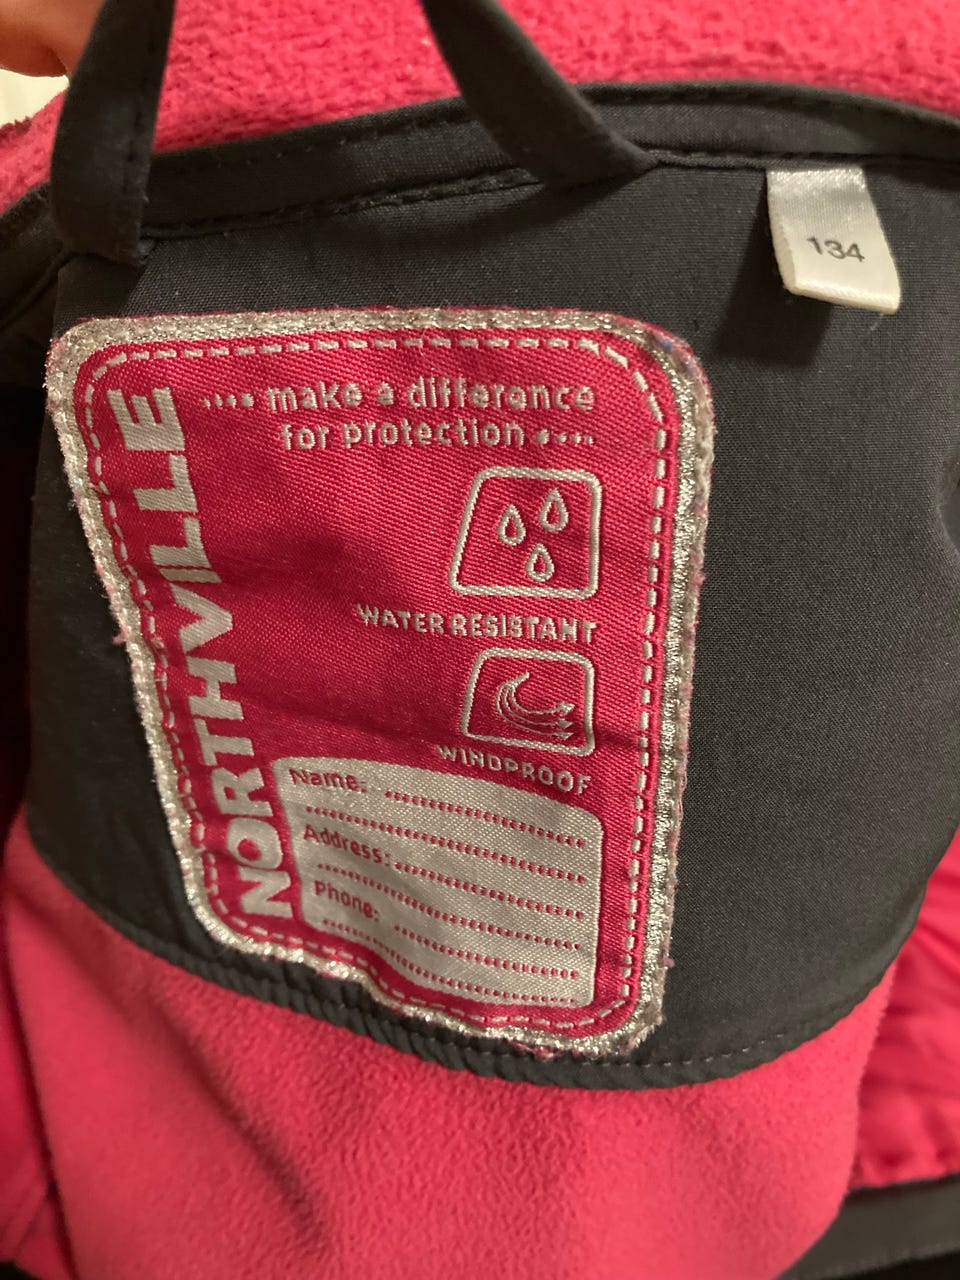 134
make a difference
for protection
NORTHVILLE
WATER RESISTANT
WINDPROOF
Name:
Address:
Phone: